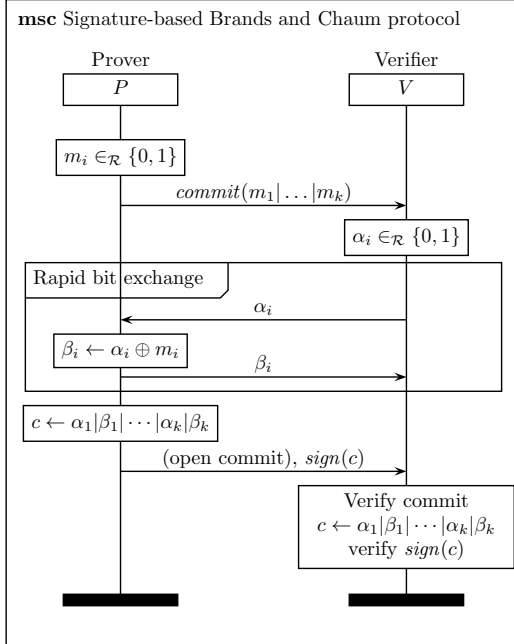 msc Signature-based Brands and Chaum protocol
Prover Verifier
P V
m_i ∈_R {0, 1}
commit(m_1| . . . |m_k)
α_i ∈_R {0, 1}
Rapid bit exchange
α_i
β_i ← α_i ⊕ m_i
β_i
c ← α_1|β_1| · · · |α_k|β_k
(open commit), sign(c)
Verify commit
c ← α_1|β_1| · · · |α_k|β_k
verify sign(c)